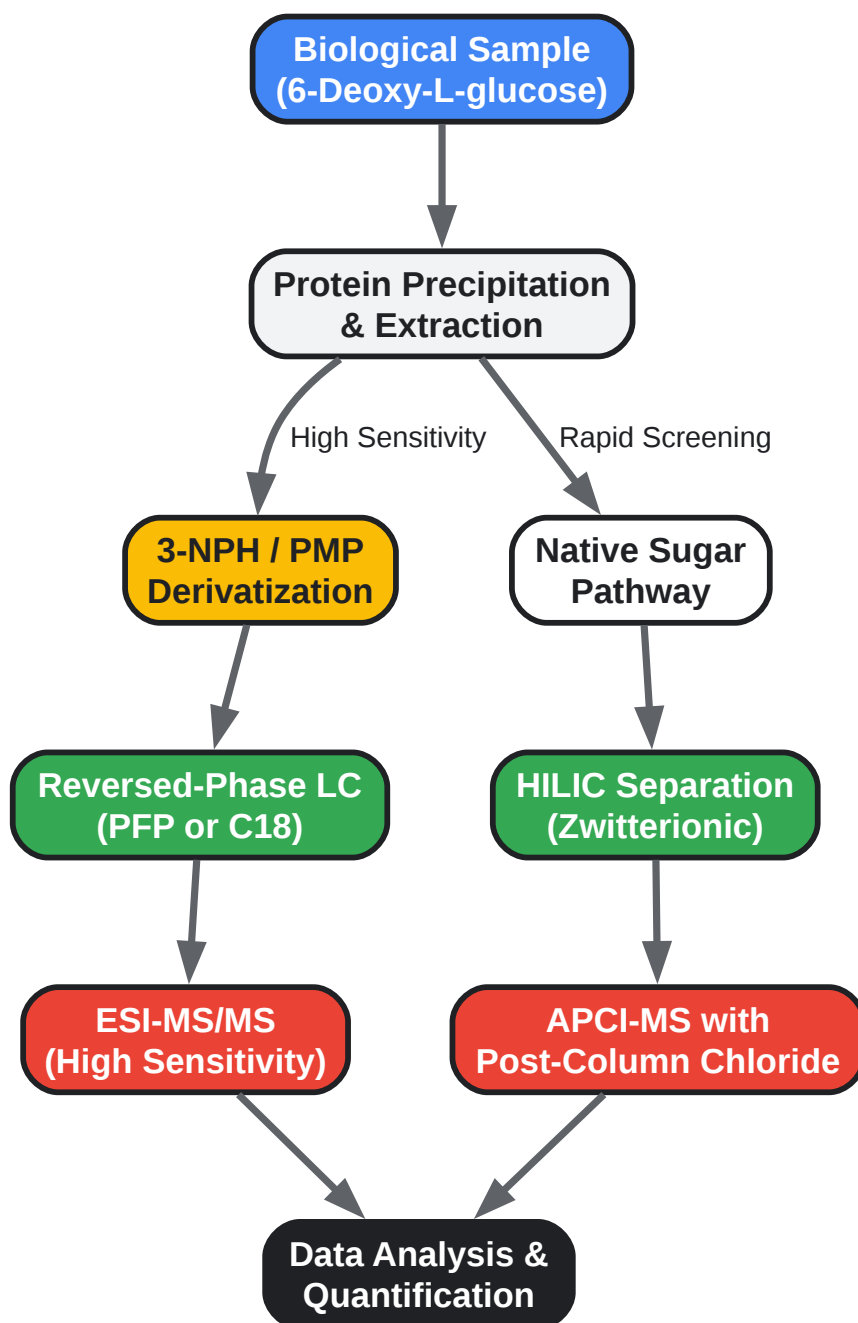 Biological Sample
(6-Deoxy-L-glucose)
Protein Precipitation
& Extraction
High Sensitivity
Rapid Screening
3-NPH / PMP
Derivatization
Native Sugar
Pathway
Reversed-Phase LC
(PFP or C18)
HILIC Separation
(Zwitterionic)
ESI-MS/MS
(High Sensitivity)
APCI-MS with
Post-Column Chloride
Data Analysis &
Quantification